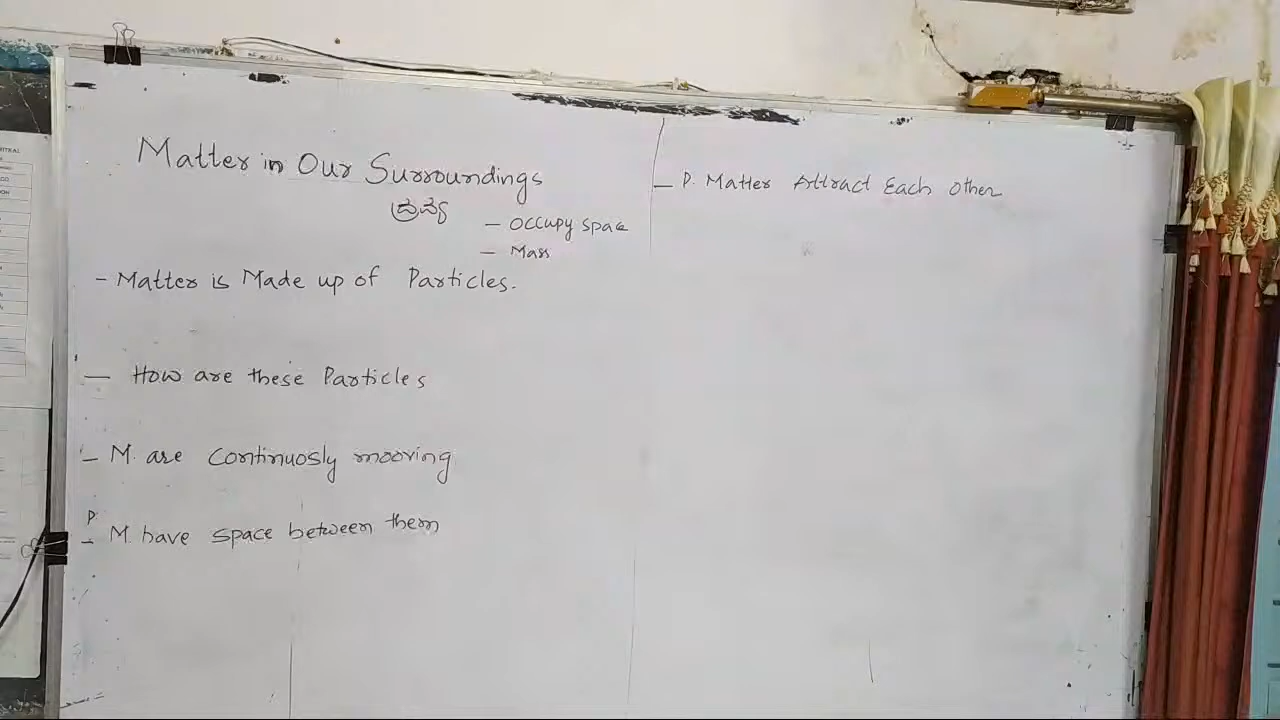 Matter in Our Surroundings
ద్రవ్య
- Occupy space
- Mass
- Matter is Made up of Particles.
- How are these Particles
- M. are continuosly mooving
P.
- M. have space between them
- P. Matter Attract Each other